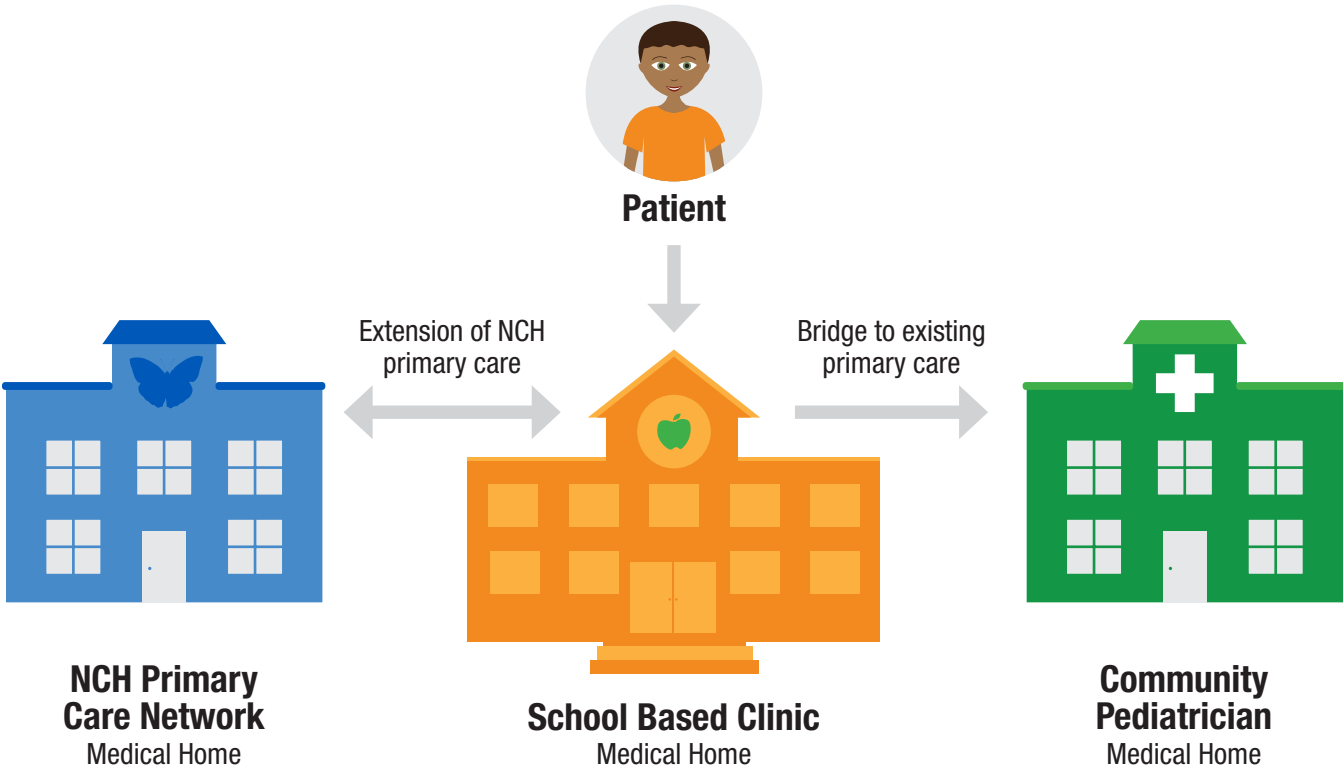 Patient
Extension of NCH
primary care
Bridge to existing
primary care
NCH Primary
Care Network
Medical Home
School Based Clinic
Medical Home
Community
Pediatrician
Medical Home